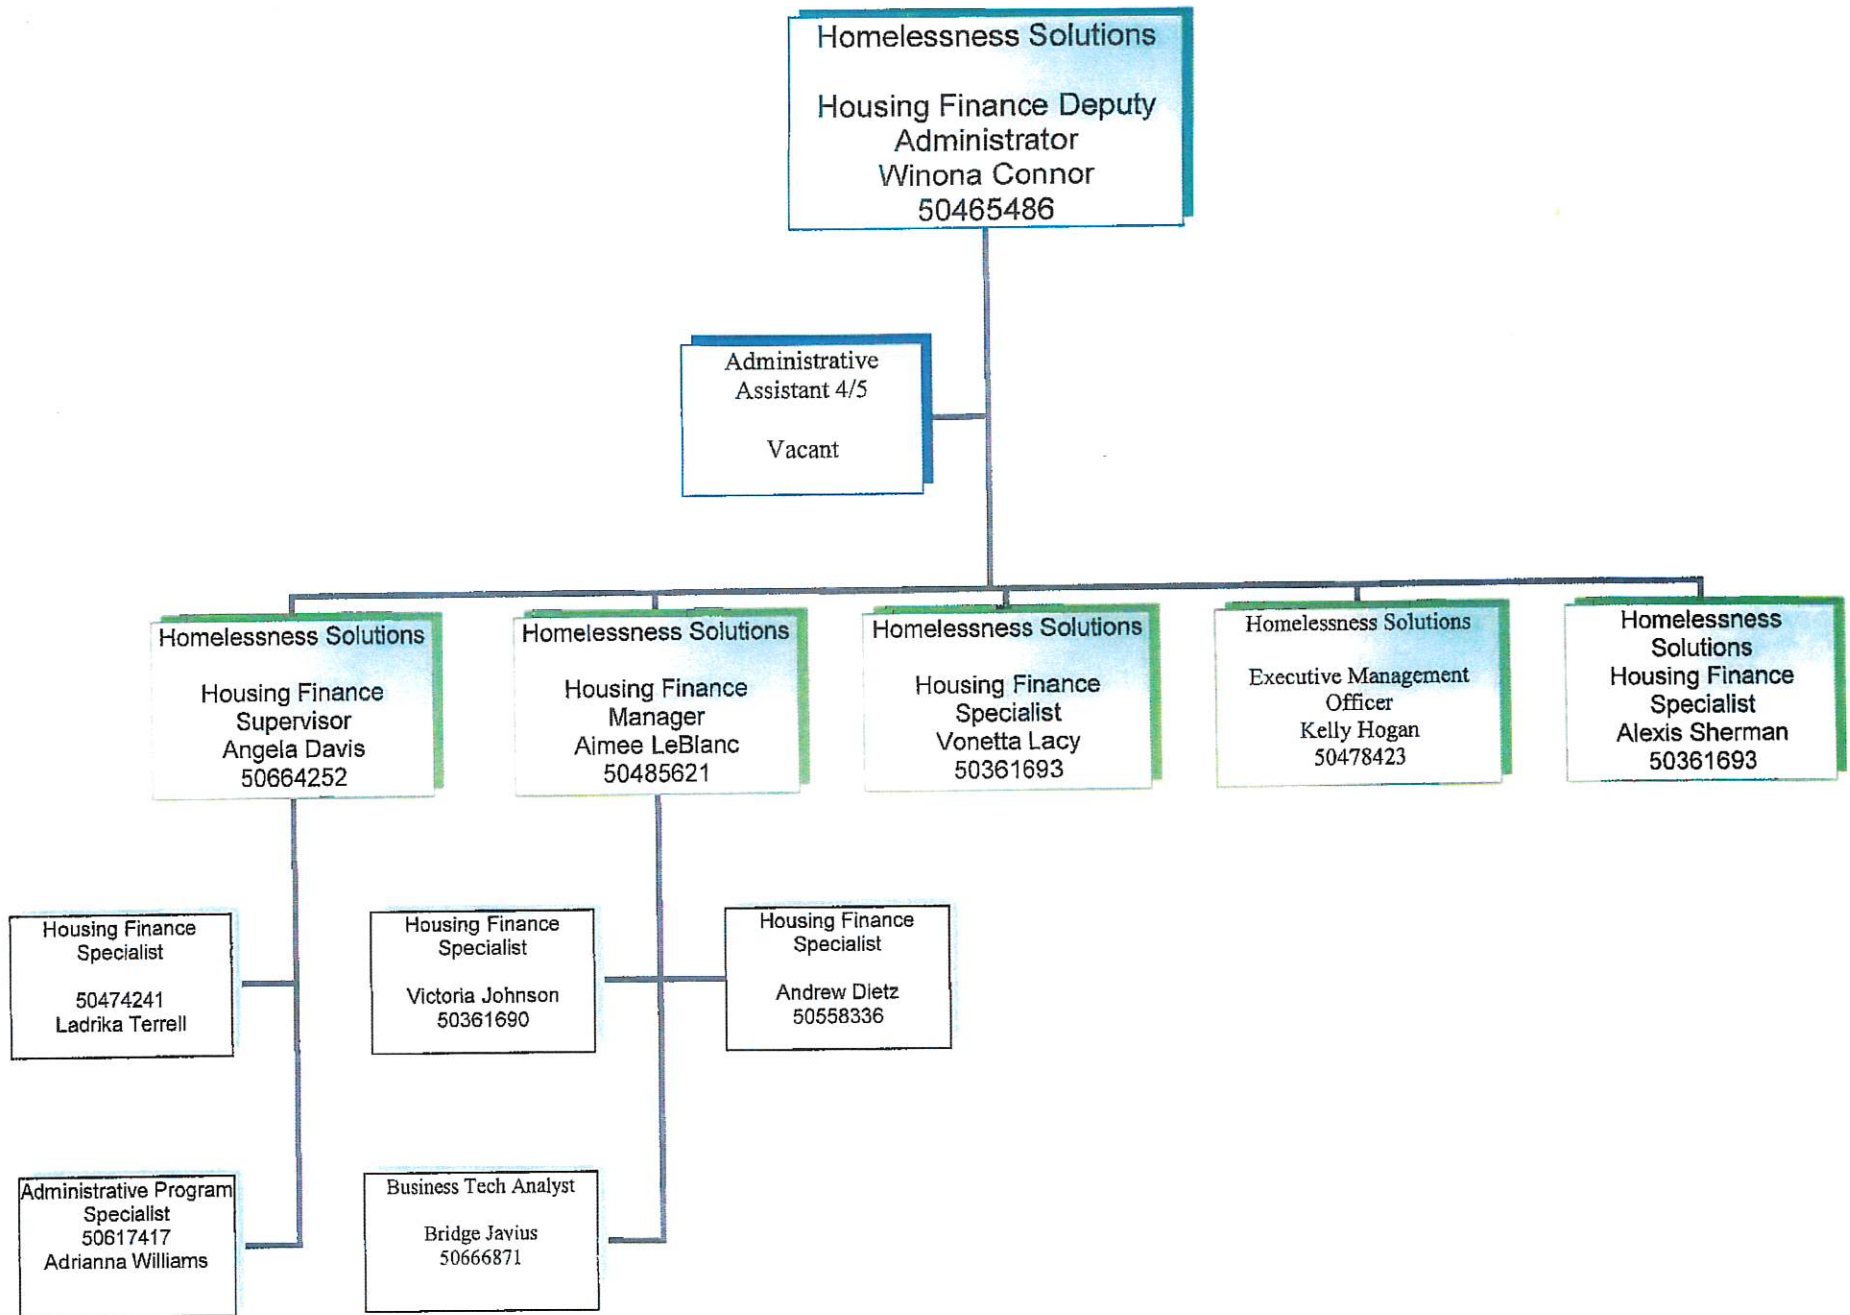 Homelessness Solutions
Housing Finance Deputy
Administrator
Winona Connor
50465486
Administrative
Assistant 4/5
Vacant
Homelessness Solutions
Housing Finance
Supervisor
Angela Davis
50664252
Homelessness Solutions
Housing Finance
Manager
Aimee LeBlanc
50485621
Homelessness Solutions
Housing Finance
Specialist
Vonetta Lacy
50361693
Homelessness Solutions
Executive Management
Officer
Kelly Hogan
50478423
Homelessness
Solutions
Housing Finance
Specialist
Alexis Sherman
50361693
Housing Finance
Specialist
50474241
Ladrika Terrell
Housing Finance
Specialist
Victoria Johnson
50361690
Housing Finance
Specialist
Andrew Dietz
50558336
Administrative Program
Specialist
50617417
Adrianna Williams
Business Tech Analyst
Bridge Javius
50666871